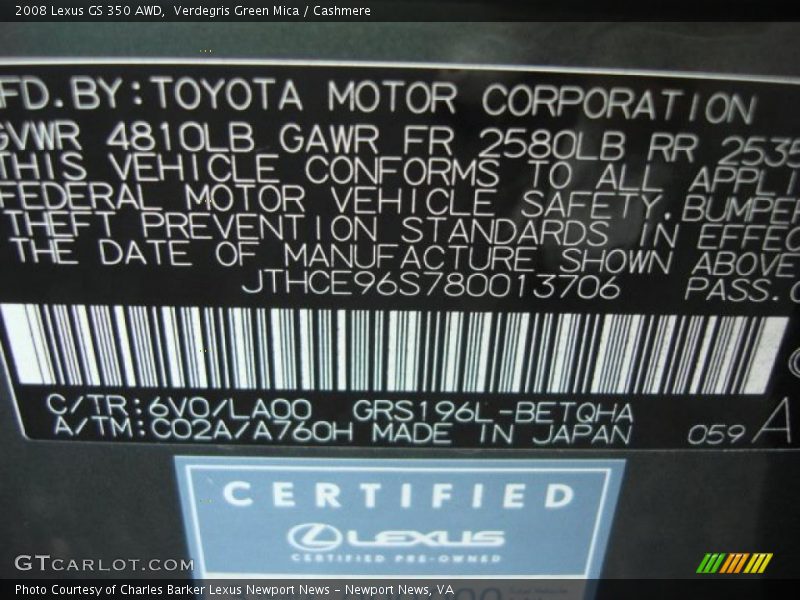 2008 Lexus GS 350 AWD, Verdegris Green Mica / Cashmere
FD. BY: TOYOTA MOTOR CORPORATION
GVWR 4810LB GAWR FR 2580LB RR 2535
THIS VEHICLE CONFORMS TO ALL APPLI
FEDERAL MOTOR VEHICLE SAFETY. BUMPER
THEFT PREVENTION STANDARDS IN EFFEC
THE DATE OF MANUFACTURE SHOWN ABOVE
JTHCE96S780013706 PASS.C
C/TR: 6V0/LA00 GRS196L-BETQHA
A/TM: C02A/A760H MADE IN JAPAN 059 A
CERTIFIED
LEXUS
CERTIFIED PRE-OWNED
GTCARLOT.COM
Photo Courtesy of Charles Barker Lexus Newport News – Newport News, VA